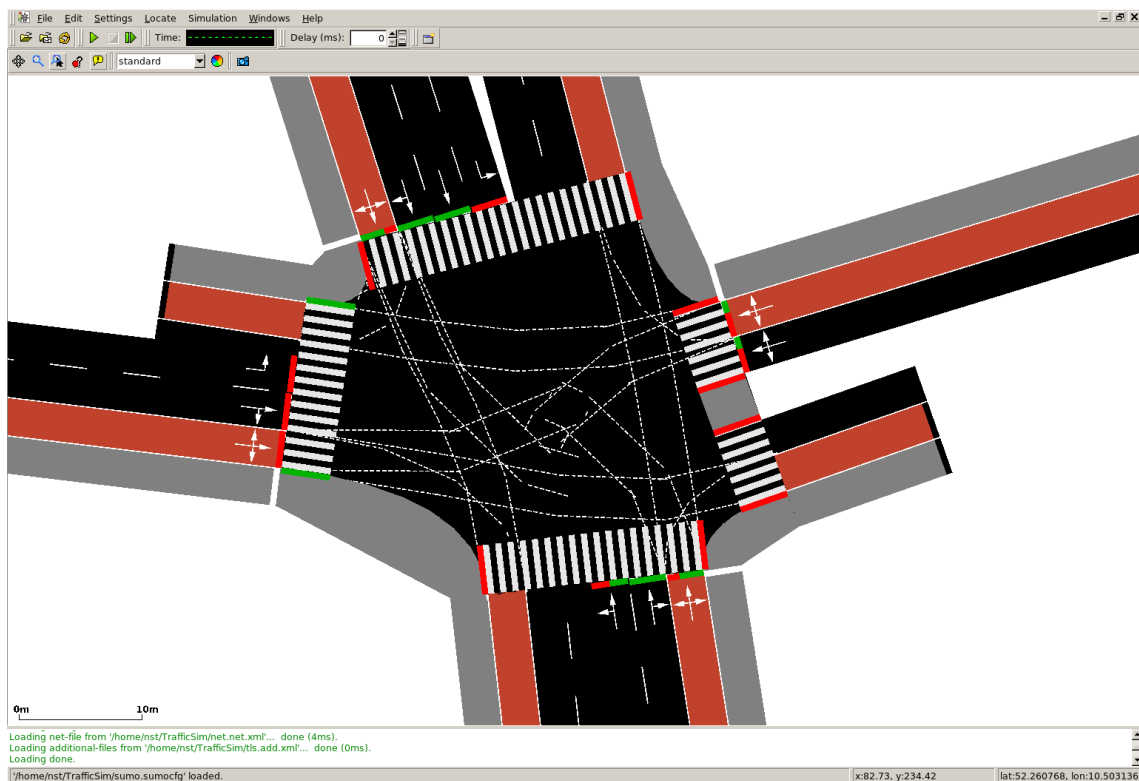 File Edit Settings Locate Simulation Windows Help
Time: Delay (ms): 0
standard
0m 10m
Loading net-file from '/home/nst/TrafficSim/net.net.xml'... done (4ms).
Loading additional-files from '/home/nst/TrafficSim/tls.add.xml'... done (0ms).
Loading done.
'/home/nst/TrafficSim/sumo.sumocfg' loaded. x:82.73, y:234.42 lat:52.260768, lon:10.503136